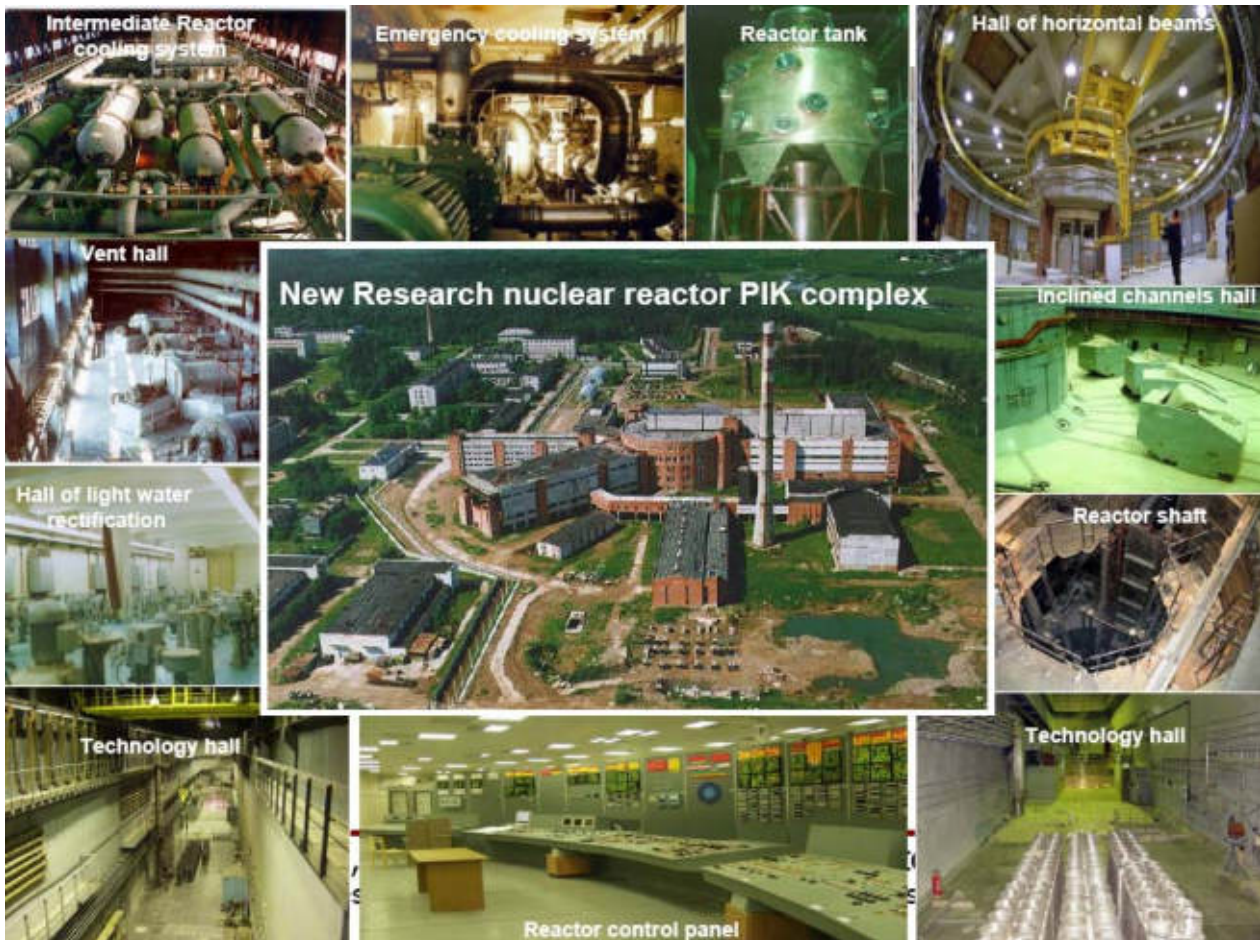 Intermediate Reactor
cooling system
Emergency cooling system
Reactor tank
Hall of horizontal beams
Vent hall
New Research nuclear reactor PIK complex
Inclined channels hall
Hall of light water
rectification
Reactor shaft
Technology hall
Technology hall
Reactor control panel